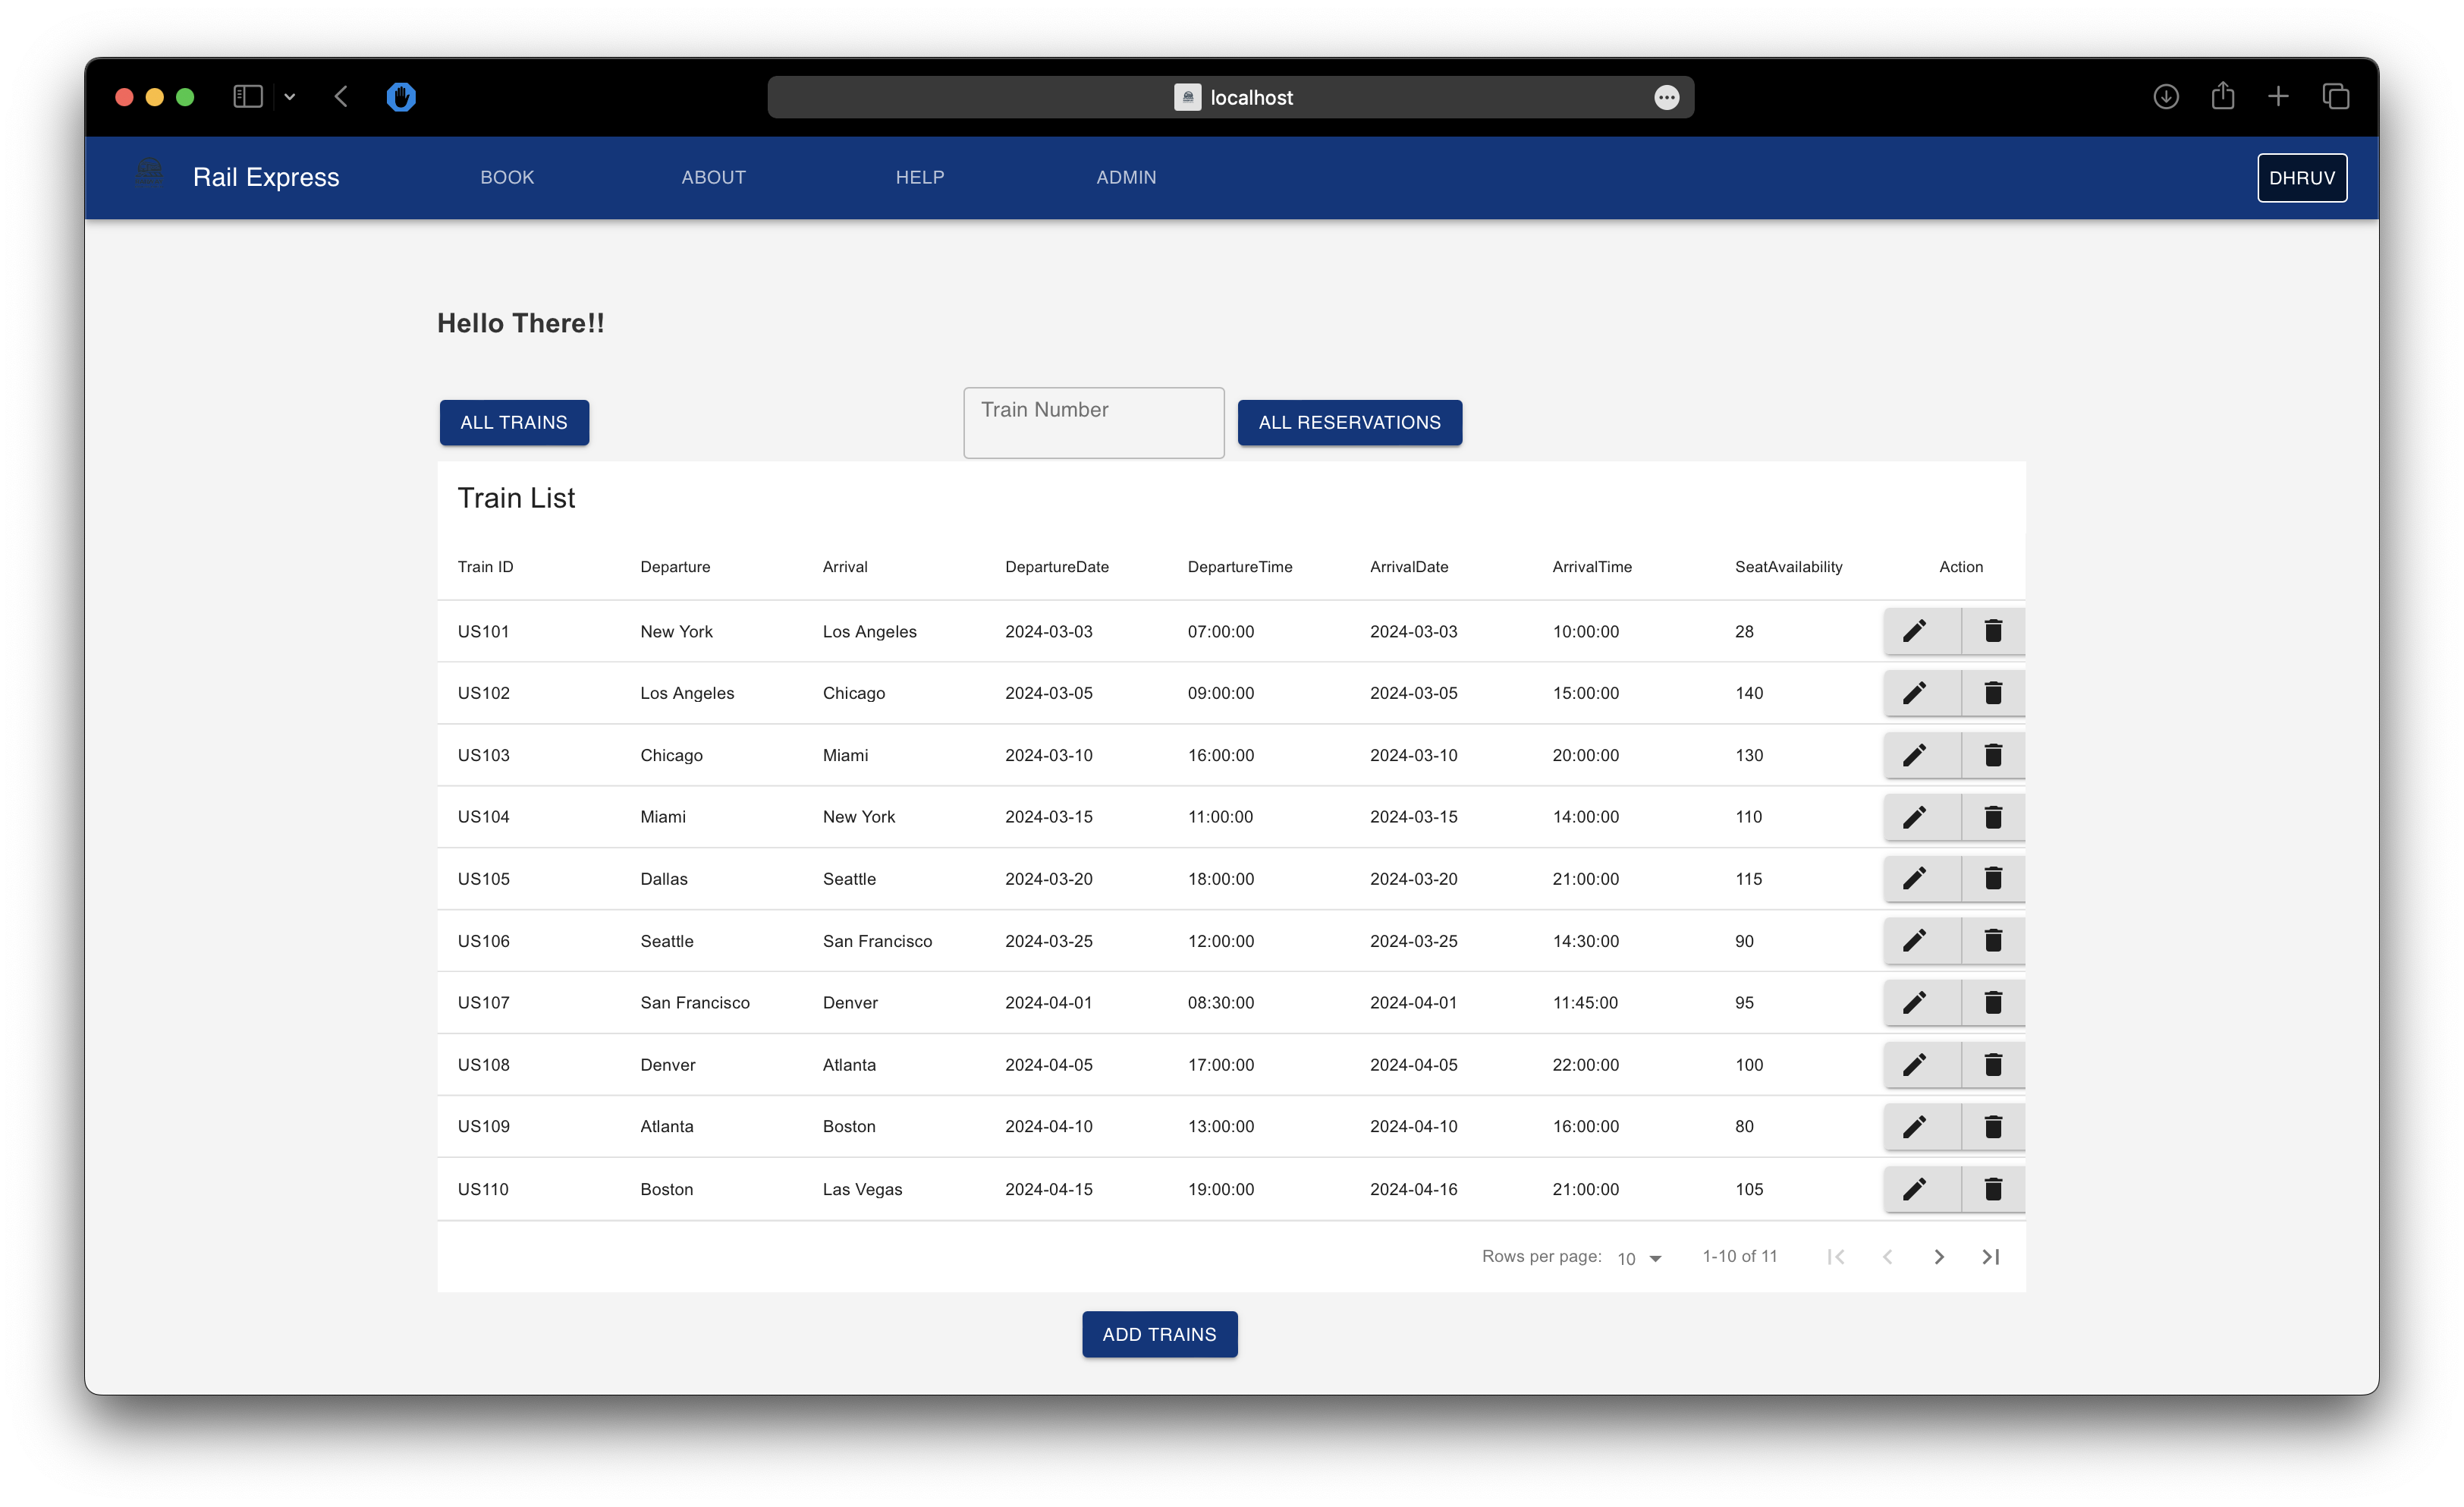 localhost
Rail Express BOOK ABOUT HELP ADMIN DHRUV
Hello There!!
ALL TRAINS Train Number ALL RESERVATIONS
Train List
Train ID Departure Arrival DepartureDate DepartureTime ArrivalDate ArrivalTime SeatAvailability Action
US101 New York Los Angeles 2024-03-03 07:00:00 2024-03-03 10:00:00 28
US102 Los Angeles Chicago 2024-03-05 09:00:00 2024-03-05 15:00:00 140
US103 Chicago Miami 2024-03-10 16:00:00 2024-03-10 20:00:00 130
US104 Miami New York 2024-03-15 11:00:00 2024-03-15 14:00:00 110
US105 Dallas Seattle 2024-03-20 18:00:00 2024-03-20 21:00:00 115
US106 Seattle San Francisco 2024-03-25 12:00:00 2024-03-25 14:30:00 90
US107 San Francisco Denver 2024-04-01 08:30:00 2024-04-01 11:45:00 95
US108 Denver Atlanta 2024-04-05 17:00:00 2024-04-05 22:00:00 100
US109 Atlanta Boston 2024-04-10 13:00:00 2024-04-10 16:00:00 80
US110 Boston Las Vegas 2024-04-15 19:00:00 2024-04-16 21:00:00 105
Rows per page: 10 1-10 of 11
ADD TRAINS